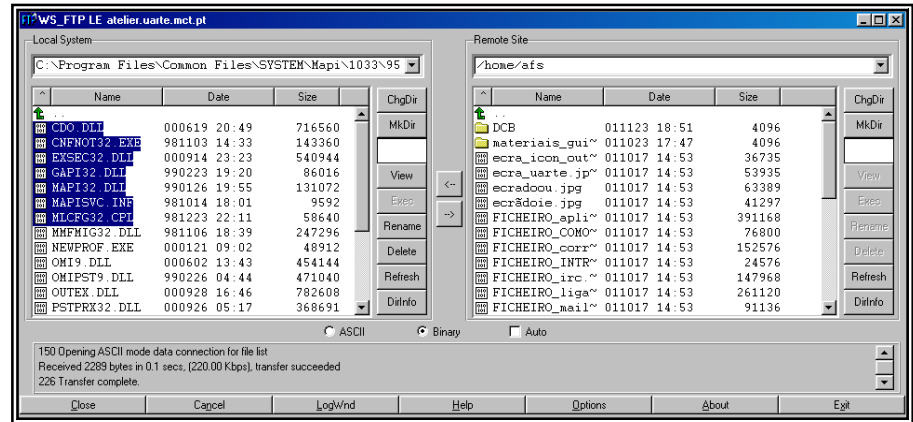 WS_FTP LE atelier.uarte.mct.pt
Local System
C:\Program Files\Common Files\SYSTEM\Mapi\1033\95
^ Name Date Size
..
CDO.DLL 000619 20:49 716560
CNFNOT32.EXE 981103 14:33 143360
EXSEC32.DLL 000914 23:23 540944
GAPI32.DLL 990223 19:20 86016
MAPI32.DLL 990126 19:55 131072
MAPISVC.INF 981014 18:01 9592
MLCFG32.CPL 981223 22:11 58640
MMFMIG32.DLL 981106 18:39 247296
NEWPROF.EXE 000121 09:02 48912
OMI9.DLL 000602 13:43 454144
OMIPST9.DLL 990226 04:44 471040
OUTEX.DLL 000928 16:46 782608
PSTPRX32.DLL 000926 05:17 368691
ChgDir
MkDir
View
Exec
Rename
Delete
Refresh
DirInfo
<--
-->
Remote Site
/home/afs
^ Name Date Size
..
DCB 011123 18:51 4096
materiais_gui~ 011023 17:47 4096
ecra_icon_out~ 011017 14:53 36735
ecra_uarte.jp~ 011017 14:53 53935
ecradoou.jpg 011017 14:53 63389
ecrãdoie.jpg 011017 14:53 41297
FICHEIRO_apli~ 011017 14:53 391168
FICHEIRO_COMO~ 011017 14:53 76800
FICHEIRO_corr~ 011017 14:53 152576
FICHEIRO_INTR~ 011017 14:53 24576
FICHEIRO_irc.~ 011017 14:53 147968
FICHEIRO_liga~ 011017 14:53 261120
FICHEIRO_mail~ 011017 14:53 91136
ChgDir
MkDir
View
Exec
Rename
Delete
Refresh
DirInfo
ASCII Binary Auto
150 Opening ASCII mode data connection for file list
Received 2289 bytes in 0.1 secs, (220.00 Kbps), transfer succeeded
226 Transfer complete.
Close Cancel LogWnd Help Options About Exit